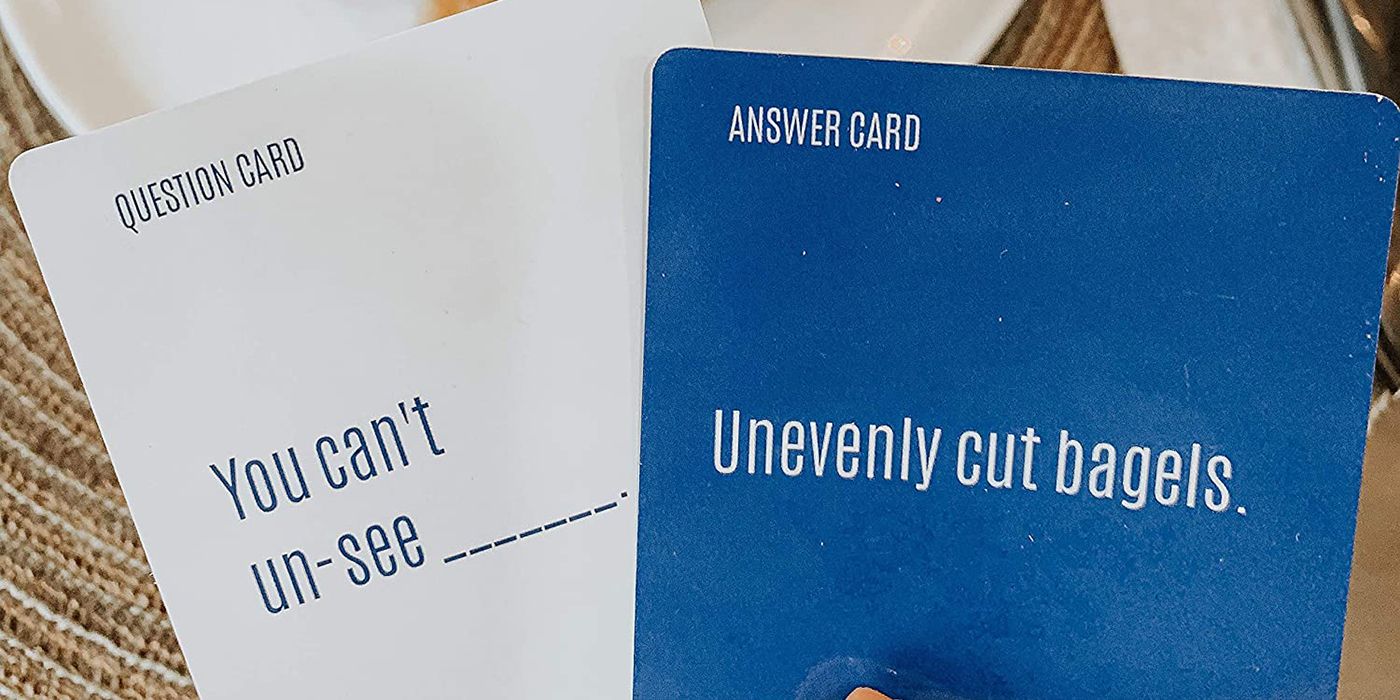 QUESTION CARD
You can't
un-see _______.
ANSWER CARD
Unevenly cut bagels.